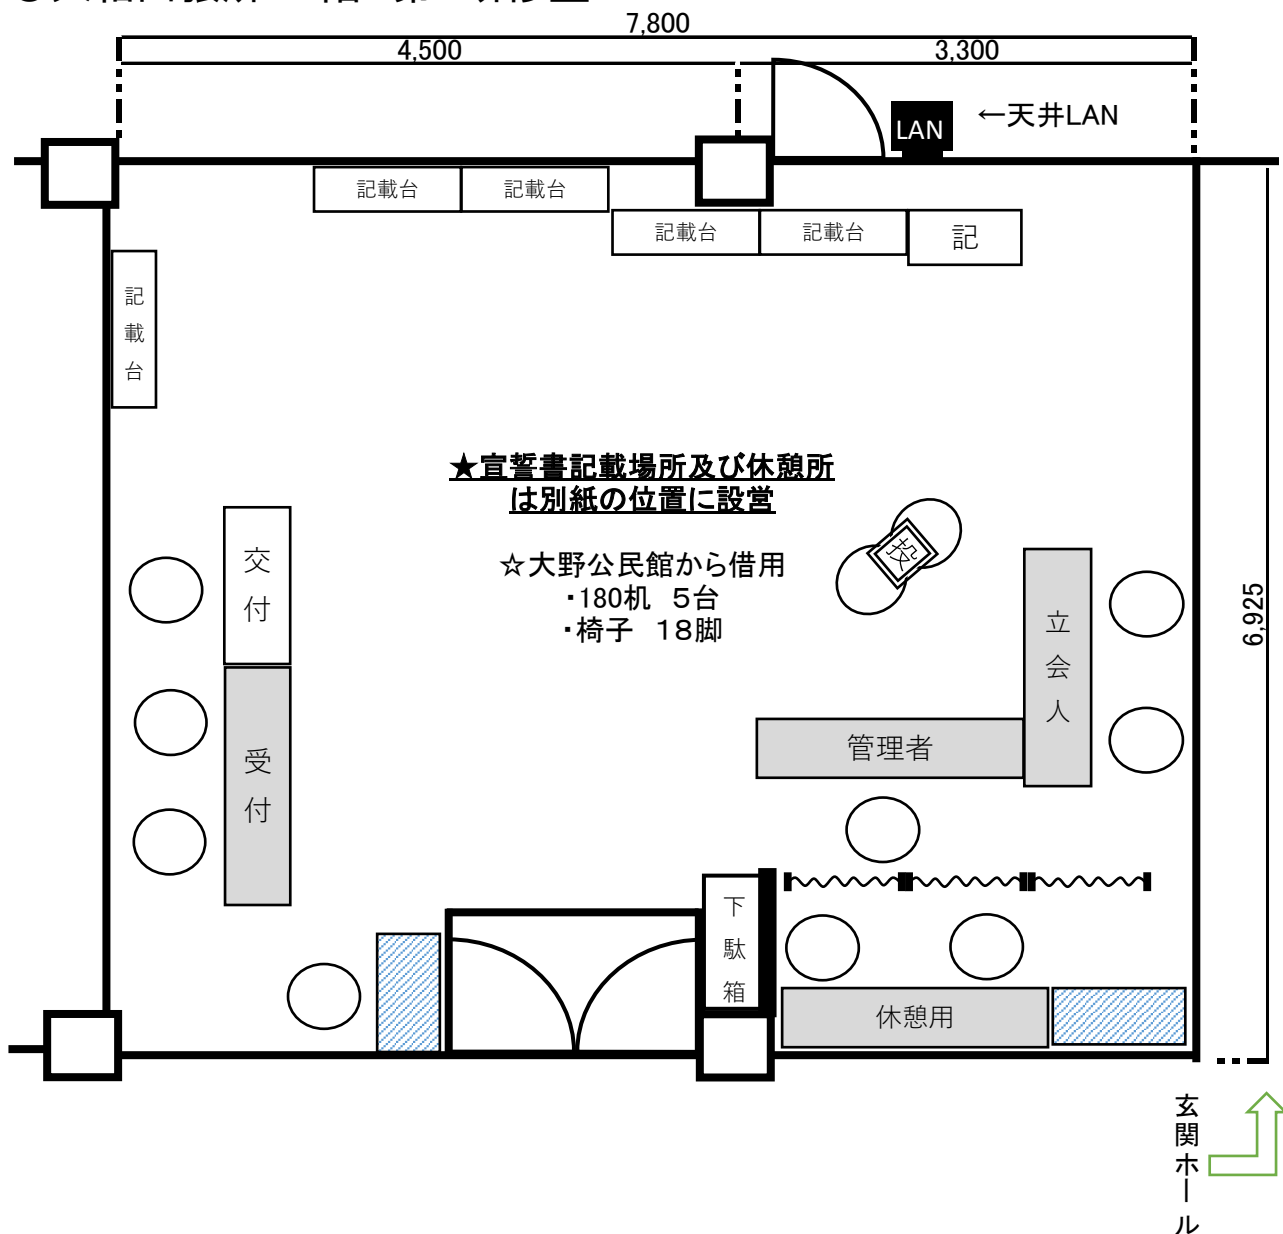 7,800
4,500
3,300
LAN
←天井LAN
記載台
記載台
記載台
記載台
記
記載台
★宣誓書記載場所及び休憩所
は別紙の位置に設営
☆大野公民館から借用
・180机 5台
・椅子 18脚
投
交付
受付
立会人
管理者
6,925
下駄箱
休憩用
玄関ホール